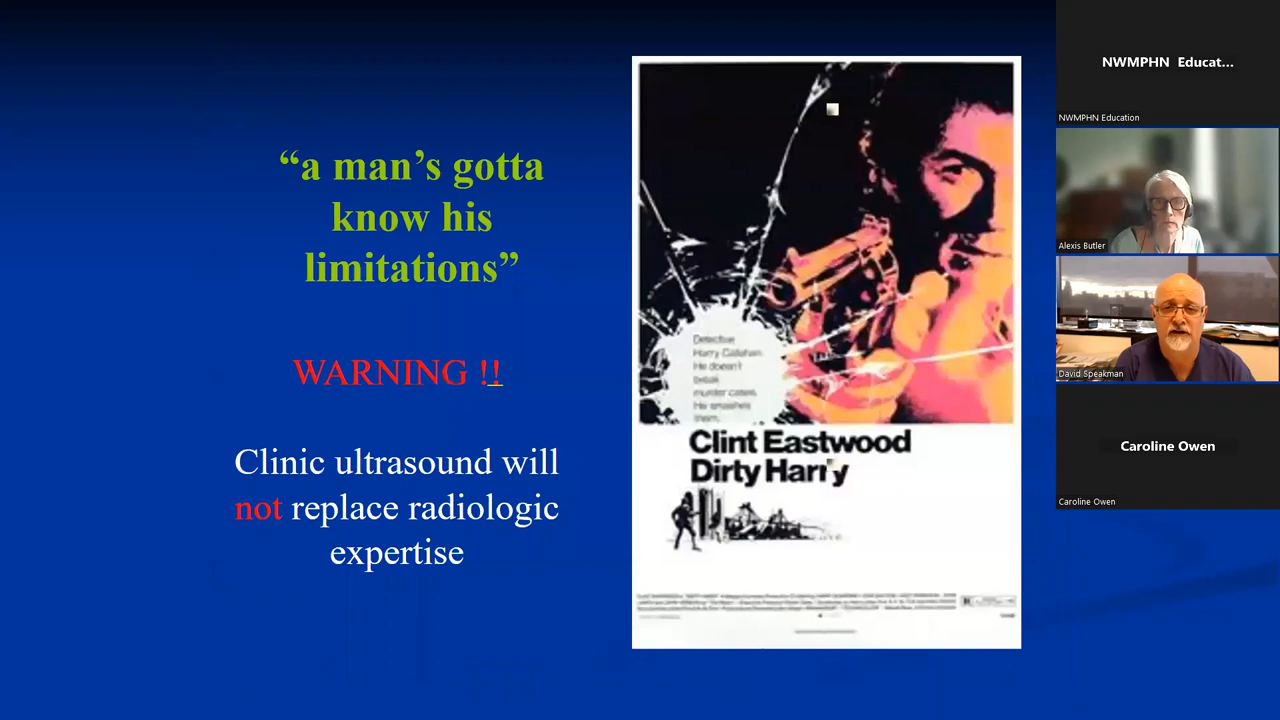 “a man’s gotta
know his
limitations”
WARNING !!
Clinic ultrasound will
not replace radiologic
expertise
Detective
Harry Callahan.
He doesn't
break
murder cases.
He smashes
them.
Clint Eastwood
Dirty Harry
R
NWMPHN Educat...
NWMPHN Education
Alexis Butler
David Speakman
Caroline Owen
Caroline Owen